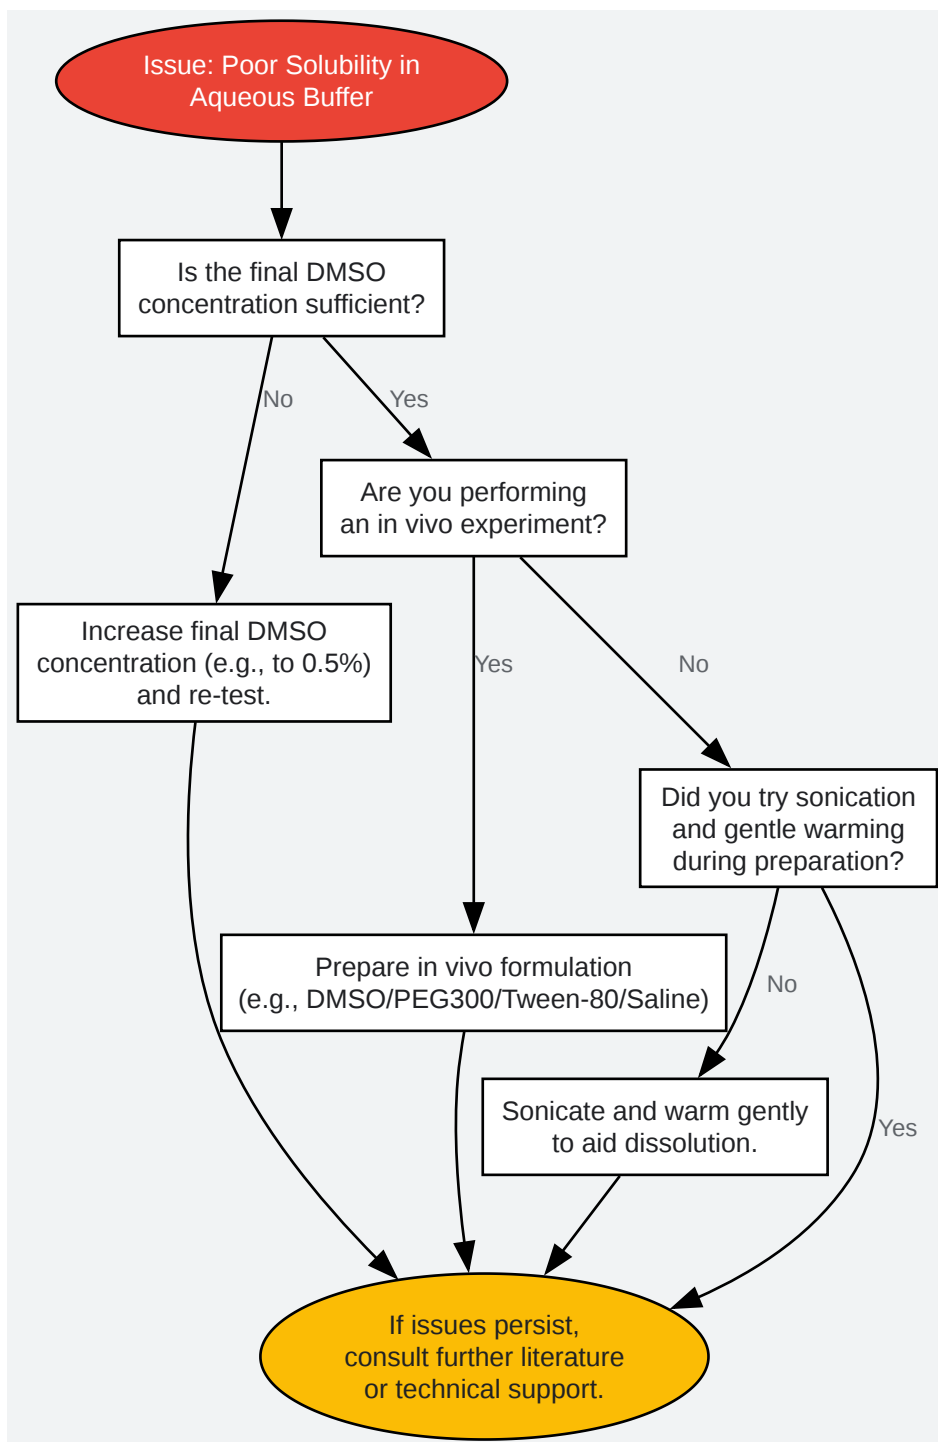 Issue: Poor Solubility in
Aqueous Buffer
Is the final DMSO
concentration sufficient?
No
Yes
Are you performing
an in vivo experiment?
Increase final DMSO
concentration (e.g., to 0.5%)
and re-test.
Yes
No
Did you try sonication
and gentle warming
during preparation?
Prepare in vivo formulation
(e.g., DMSO/PEG300/Tween-80/Saline)
No
Sonicate and warm gently
to aid dissolution.
Yes
If issues persist,
consult further literature
or technical support.